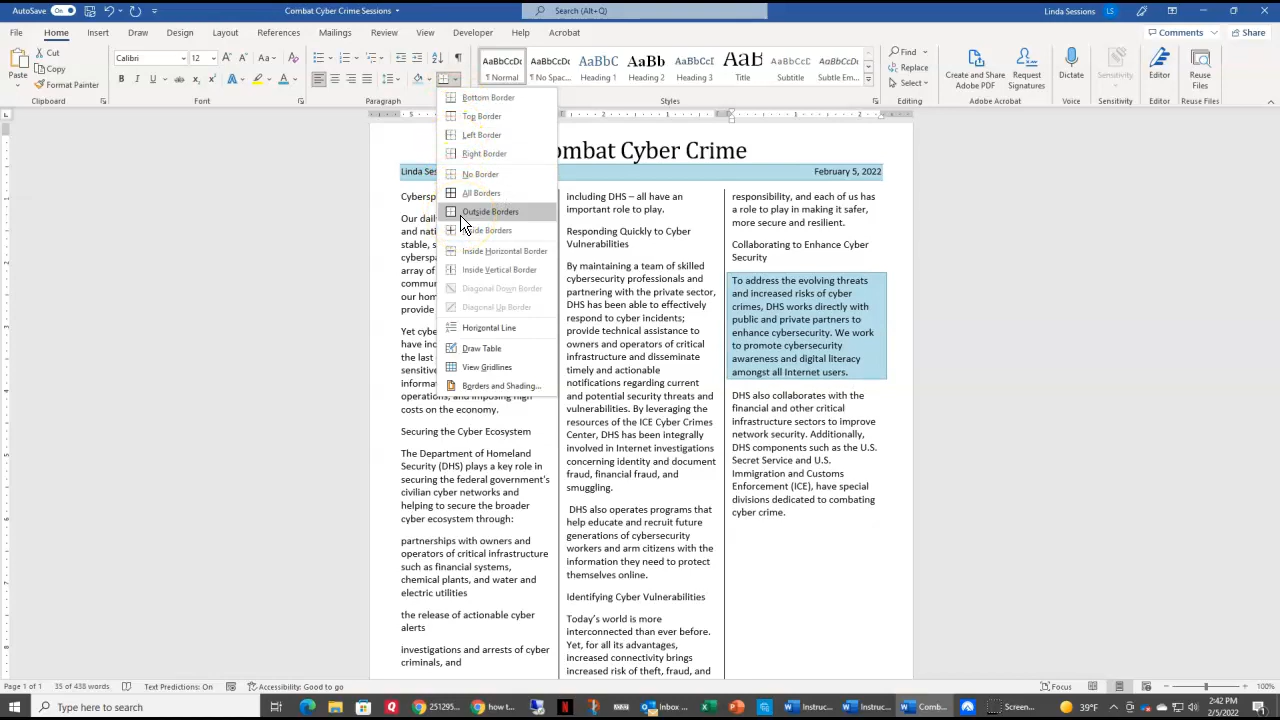 AutoSave On Combat Cyber Crime Sessions Search (Alt+Q) Linda Sessions LS
File Home Insert Draw Design Layout References Mailings Review View Developer Help Acrobat Comments Share
Paste Cut Copy Format Painter
Clipboard
Calibri 12
Font
Paragraph
AaBbCcDc AaBbCcDc AaBbC AaBb AaBbC AaB AaBbCcD AaBbCcDt
¶ Normal ¶ No Spac... Heading 1 Heading 2 Heading 3 Title Subtitle Subtle Em...
Styles
Find
Replace
Select
Editing
Create and Share Adobe PDF
Request Signatures
Adobe Acrobat
Dictate
Voice
Sensitivity
Sensitivity
Editor
Editor
Reuse Files
Reuse Files
Bottom Border
Top Border
Left Border
Right Border
No Border
All Borders
Outside Borders
Borders
Inside Horizontal Border
Inside Vertical Border
Diagonal Down Border
Diagonal Up Border
Horizontal Line
Draw Table
View Gridlines
Borders and Shading...
ombat Cyber Crime
Linda Ses
February 5, 2022
Cybersp
Our daily
and nati
stable, s
cyberspa
array of
commun
our hom
provide
Yet cybe
have inc
the last
sensitive
informat
operations, and imposing high
costs on the economy.
Securing the Cyber Ecosystem
The Department of Homeland
Security (DHS) plays a key role in
securing the federal government's
civilian cyber networks and
helping to secure the broader
cyber ecosystem through:
partnerships with owners and
operators of critical infrastructure
such as financial systems,
chemical plants, and water and
electric utilities
the release of actionable cyber
alerts
investigations and arrests of cyber
criminals, and
including DHS – all have an
important role to play.
Responding Quickly to Cyber
Vulnerabilities
By maintaining a team of skilled
cybersecurity professionals and
partnering with the private sector,
DHS has been able to effectively
respond to cyber incidents;
provide technical assistance to
owners and operators of critical
infrastructure and disseminate
timely and actionable
notifications regarding current
and potential security threats and
vulnerabilities. By leveraging the
resources of the ICE Cyber Crimes
Center, DHS has been integrally
involved in Internet investigations
concerning identity and document
fraud, financial fraud, and
smuggling.
DHS also operates programs that
help educate and recruit future
generations of cybersecurity
workers and arm citizens with the
information they need to protect
themselves online.
Identifying Cyber Vulnerabilities
Today's world is more
interconnected than ever before.
Yet, for all its advantages,
increased connectivity brings
increased risk of theft, fraud, and
responsibility, and each of us has
a role to play in making it safer,
more secure and resilient.
Collaborating to Enhance Cyber
Security
To address the evolving threats
and increased risks of cyber
crimes, DHS works directly with
public and private partners to
enhance cybersecurity. We work
to promote cybersecurity
awareness and digital literacy
amongst all Internet users.
DHS also collaborates with the
financial and other critical
infrastructure sectors to improve
network security. Additionally,
DHS components such as the U.S.
Secret Service and U.S.
Immigration and Customs
Enforcement (ICE), have special
divisions dedicated to combating
cyber crime.
Page 1 of 1 35 of 438 words Text Predictions: On Accessibility: Good to go Focus 100%
Type here to search 251295... how t... Inbox ... Instruc... Instruc... Comb... Screen... 39°F 2:42 PM
2/5/2022